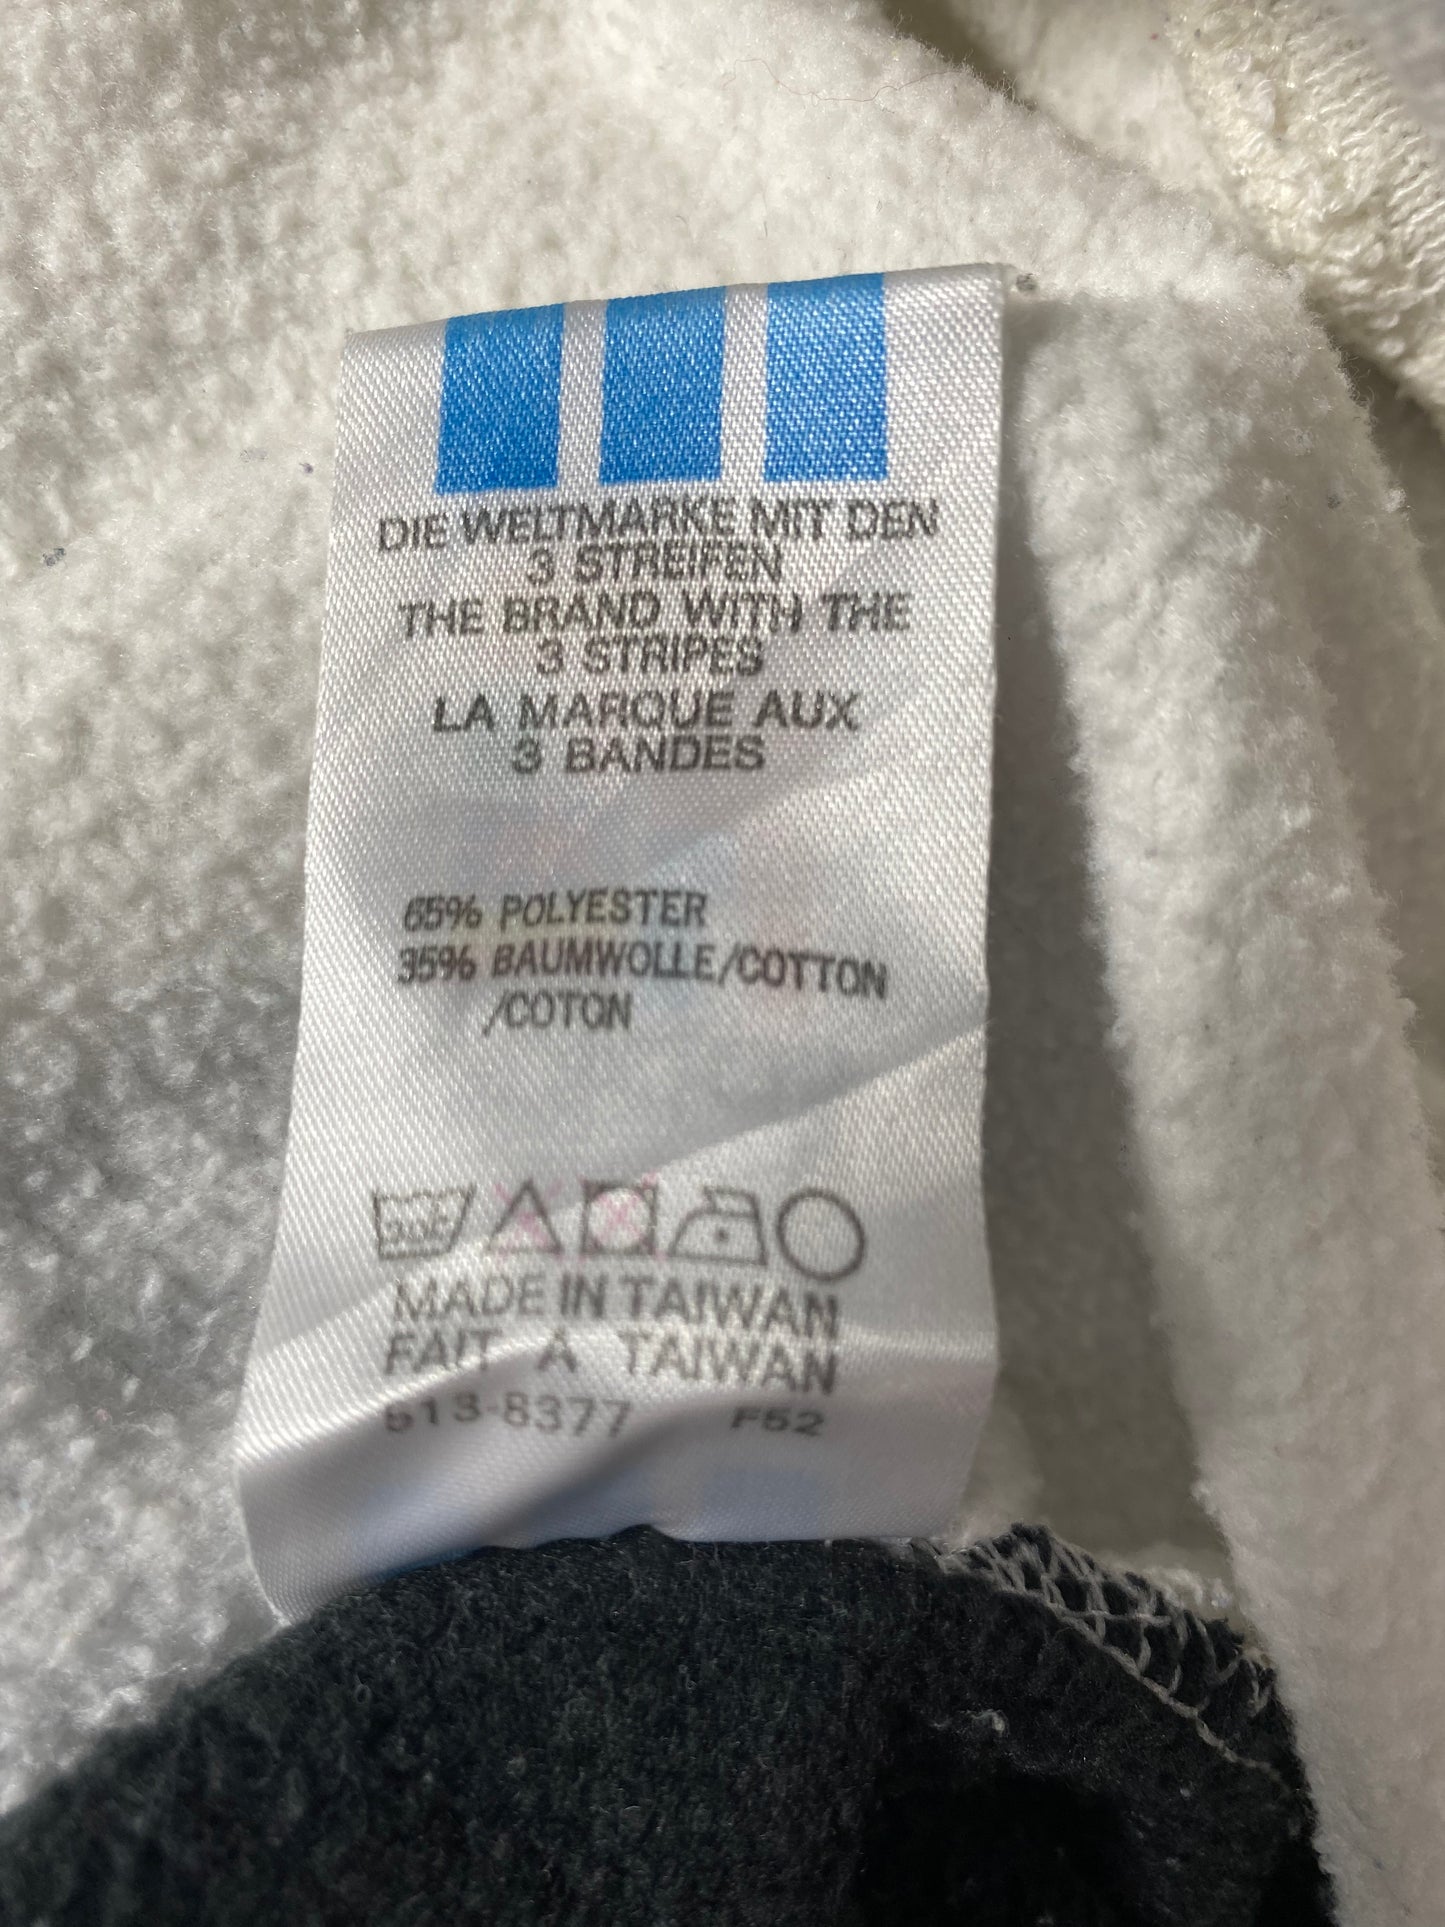 DIE WELTMARKE MIT DEN
3 STREIFEN
THE BRAND WITH THE
3 STRIPES
LA MARQUE AUX
3 BANDES
65% POLYESTER
35% BAUMWOLLE/COTTON
/COTON
MADE IN TAIWAN
FAIT À TAIWAN
513-8377 F52